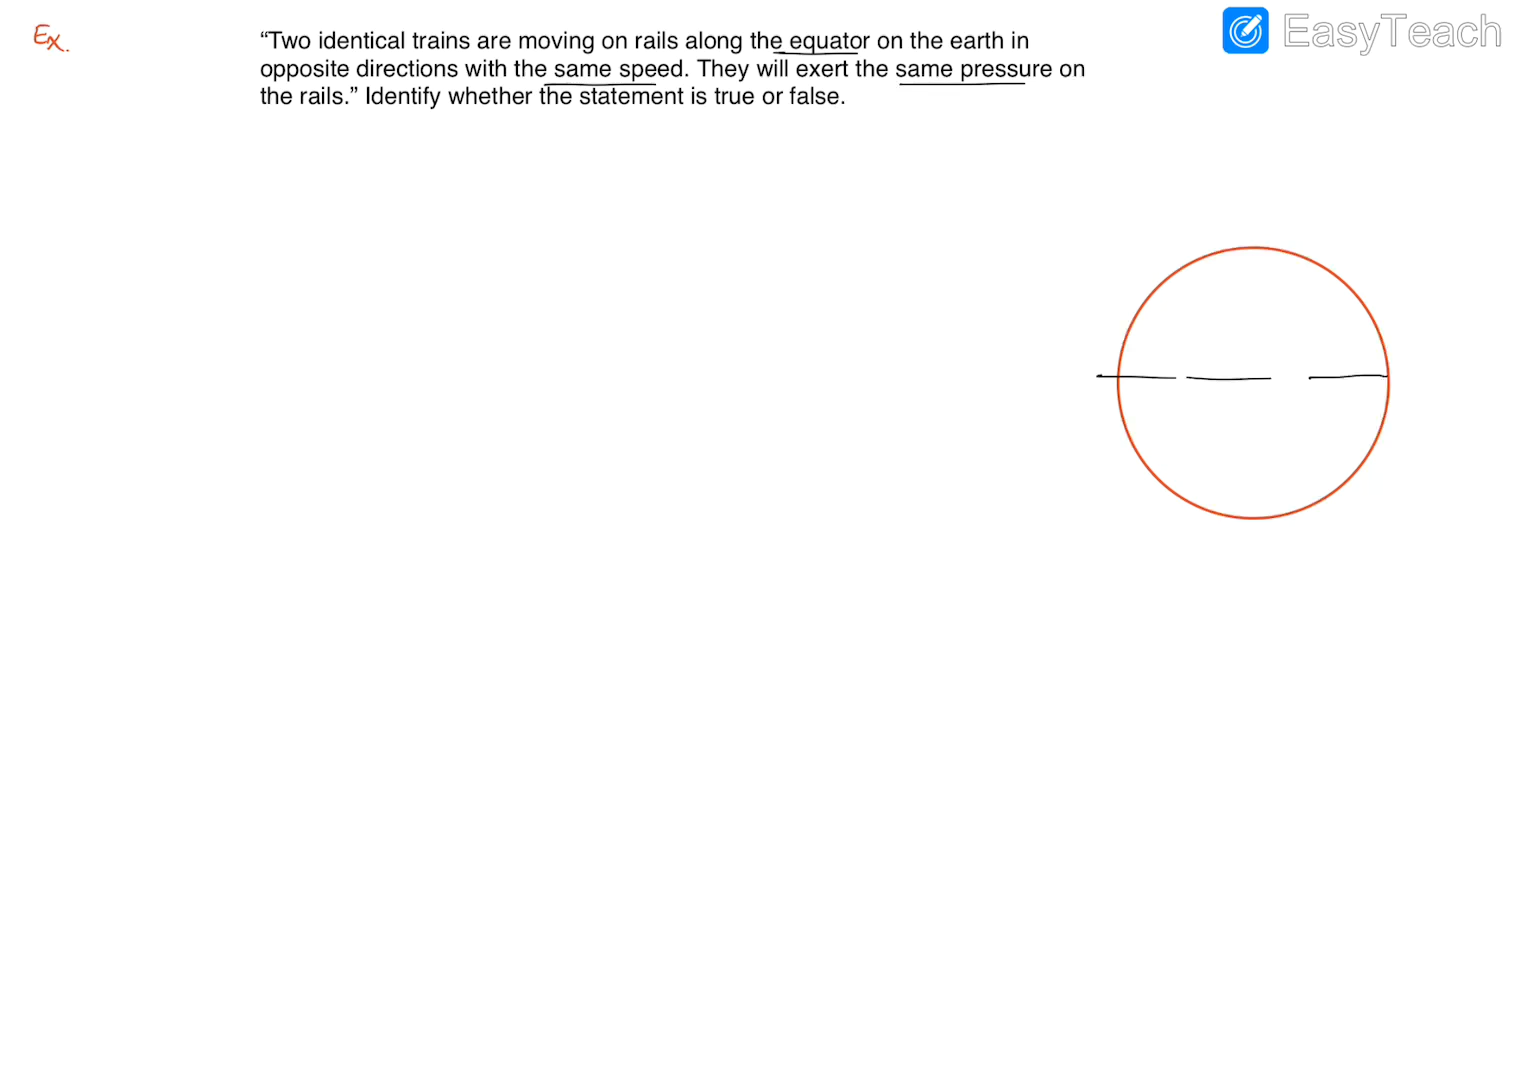 Ex.
“Two identical trains are moving on rails along the equator on the earth in
opposite directions with the same speed. They will exert the same pressure on
the rails.” Identify whether the statement is true or false.
EasyTeach